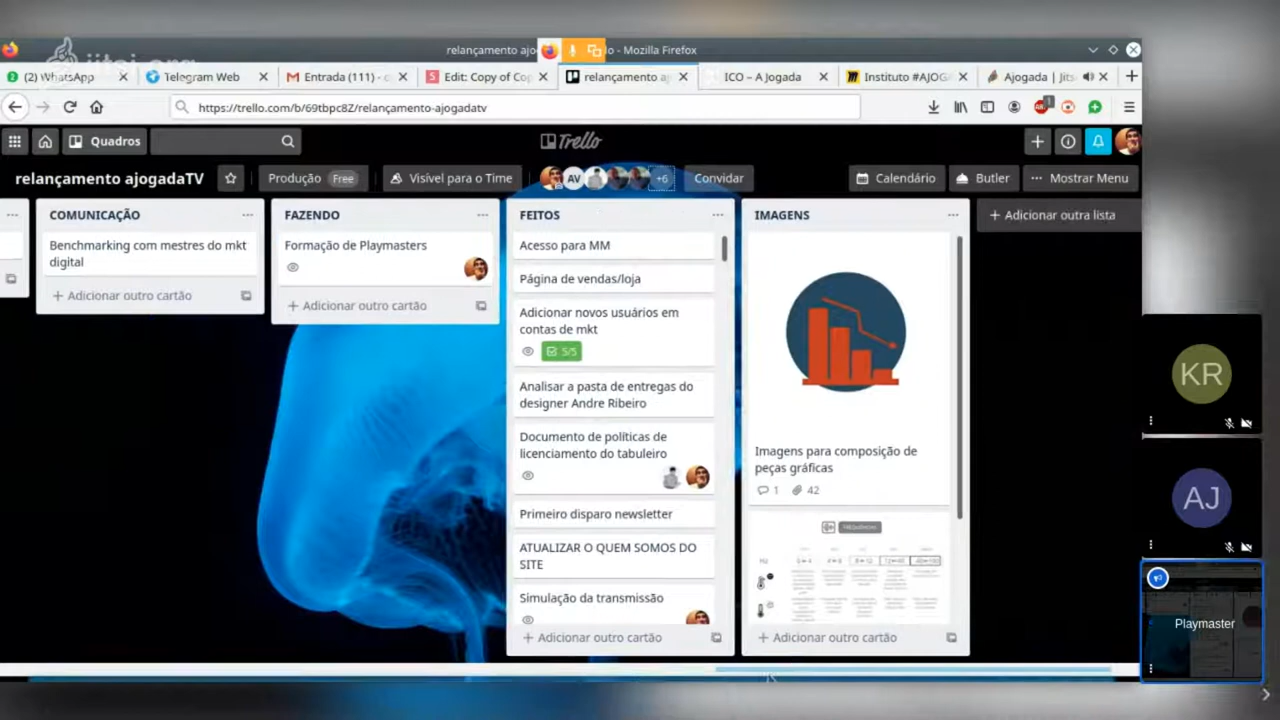 jitsi.org
relançamento ajo
lo - Mozilla Firefox
(2) WhatsApp
Telegram Web
Entrada (111) - c
Edit: Copy of Cop
relançamento aj
ICO – A Jogada
Instituto #AJOG
Ajogada | Jits
https://trello.com/b/69tbpc8Z/relançamento-ajogadatv
1
Quadros
Trello
relançamento ajogadaTV
Produção Free
Visível para o Time
AV
+6
Convidar
Calendário
Butler
Mostrar Menu
COMUNICAÇÃO
Benchmarking com mestres do mkt
digital
+ Adicionar outro cartão
FAZENDO
Formação de Playmasters
+ Adicionar outro cartão
FEITOS
Acesso para MM
Página de vendas/loja
Adicionar novos usuários em
contas de mkt
5/5
Analisar a pasta de entregas do
designer Andre Ribeiro
Documento de políticas de
licenciamento do tabuleiro
Primeiro disparo newsletter
ATUALIZAR O QUEM SOMOS DO
SITE
Simulação da transmissão
+ Adicionar outro cartão
IMAGENS
Imagens para composição de
peças gráficas
1
42
+ Adicionar outro cartão
+ Adicionar outra lista
KR
AJ
Playmaster